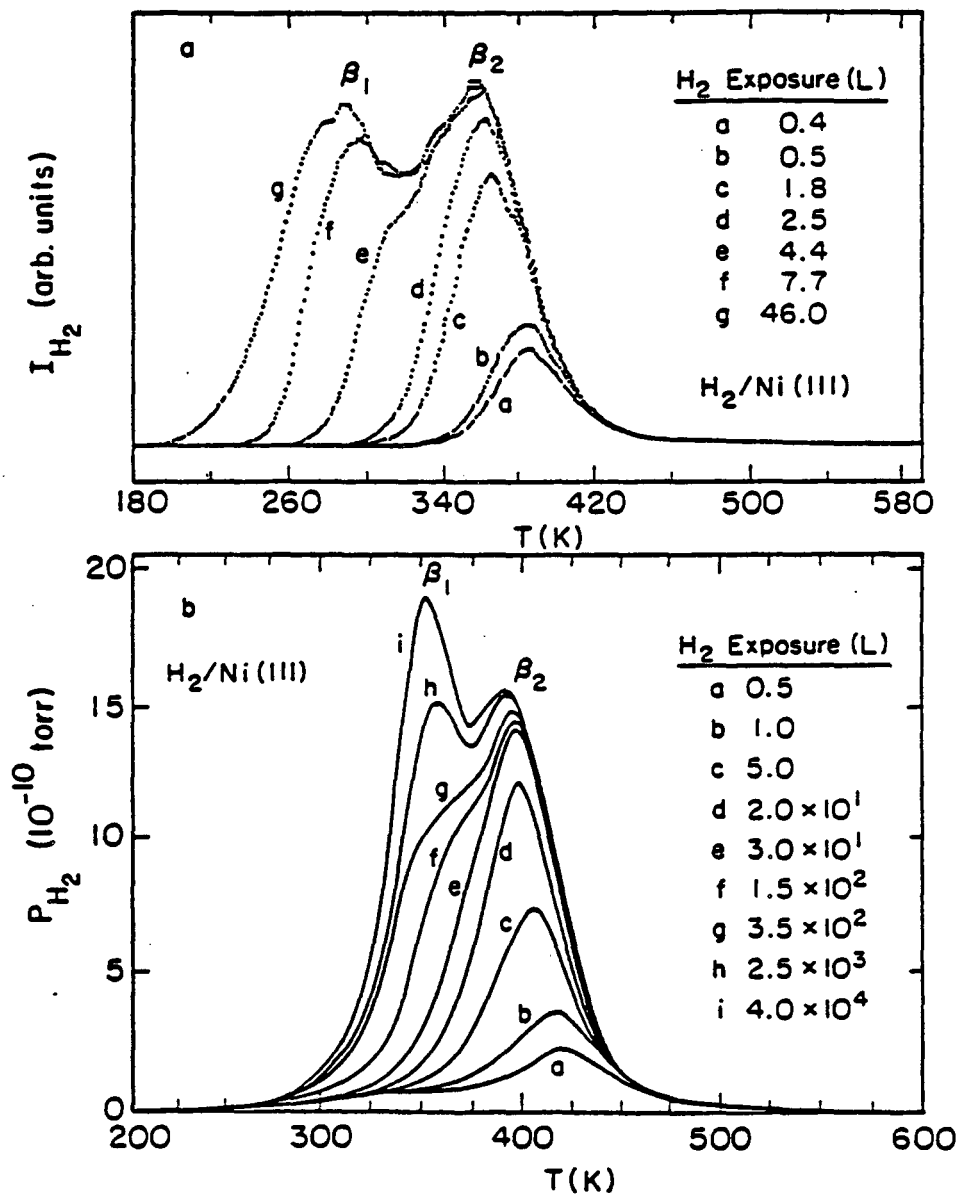 a
β₁
β₂
H₂ Exposure (L)
a 0.4
b 0.5
c 1.8
d 2.5
e 4.4
f 7.7
g 46.0
H₂/Ni (111)
g
f
e
d
c
b
a
I_H₂ (arb. units)
180 260 340 420 500 580
T (K)
b
β₁
β₂
H₂/Ni (111)
H₂ Exposure (L)
a 0.5
b 1.0
c 5.0
d 2.0 × 10¹
e 3.0 × 10¹
f 1.5 × 10²
g 3.5 × 10²
h 2.5 × 10³
i 4.0 × 10⁴
i
h
g
f
e
d
c
b
a
P_H₂ (10⁻¹⁰ torr)
20
15
10
5
0
200 300 400 500 600
T (K)